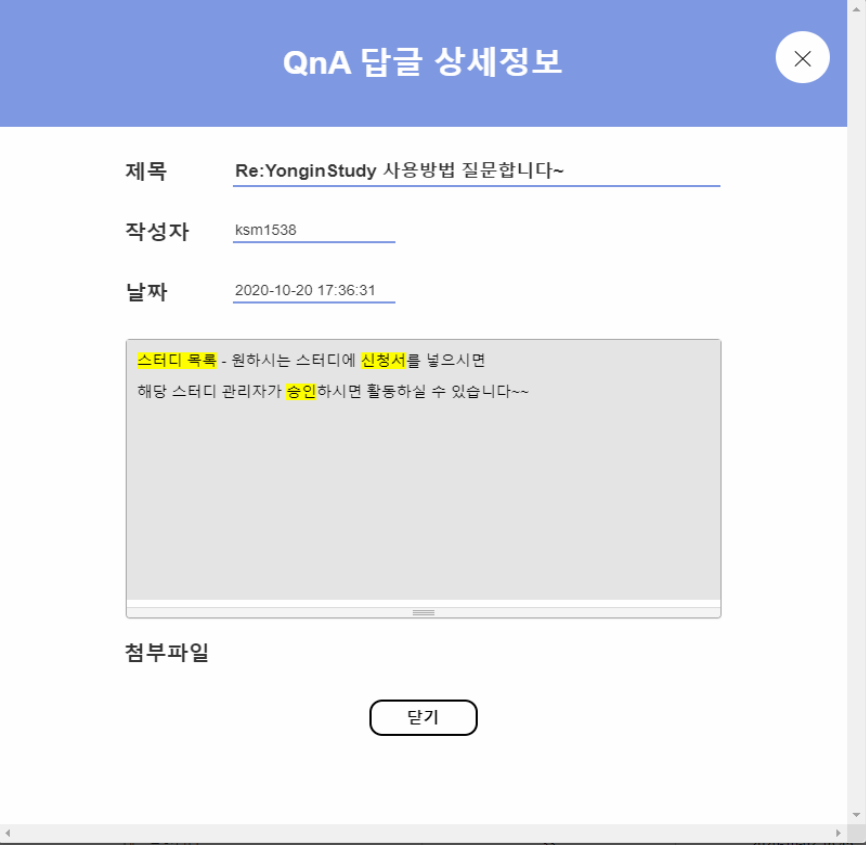 QnA 답글 상세정보
제목 Re:YonginStudy 사용방법 질문합니다~
작성자 ksm1538
날짜 2020-10-20 17:36:31
스터디 목록 - 원하시는 스터디에 신청서를 넣으시면
해당 스터디 관리자가 승인하시면 활동하실 수 있습니다~~
첨부파일
닫기